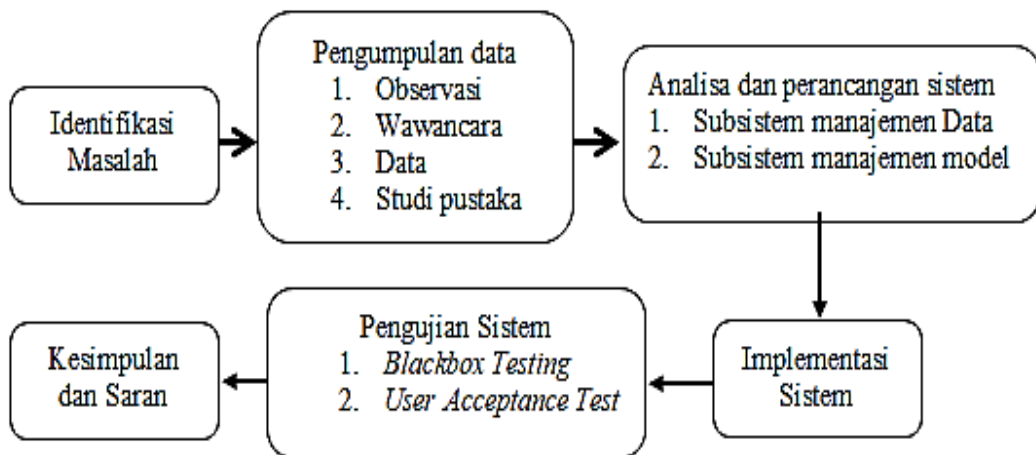 Identifikasi
Masalah
Pengumpulan data
1. Observasi
2. Wawancara
3. Data
4. Studi pustaka
Analisa dan perancangan sistem
1. Subsistem manajemen Data
2. Subsistem manajemen model
Implementasi
Sistem
Pengujian Sistem
1. Blackbox Testing
2. User Acceptance Test
Kesimpulan
dan Saran